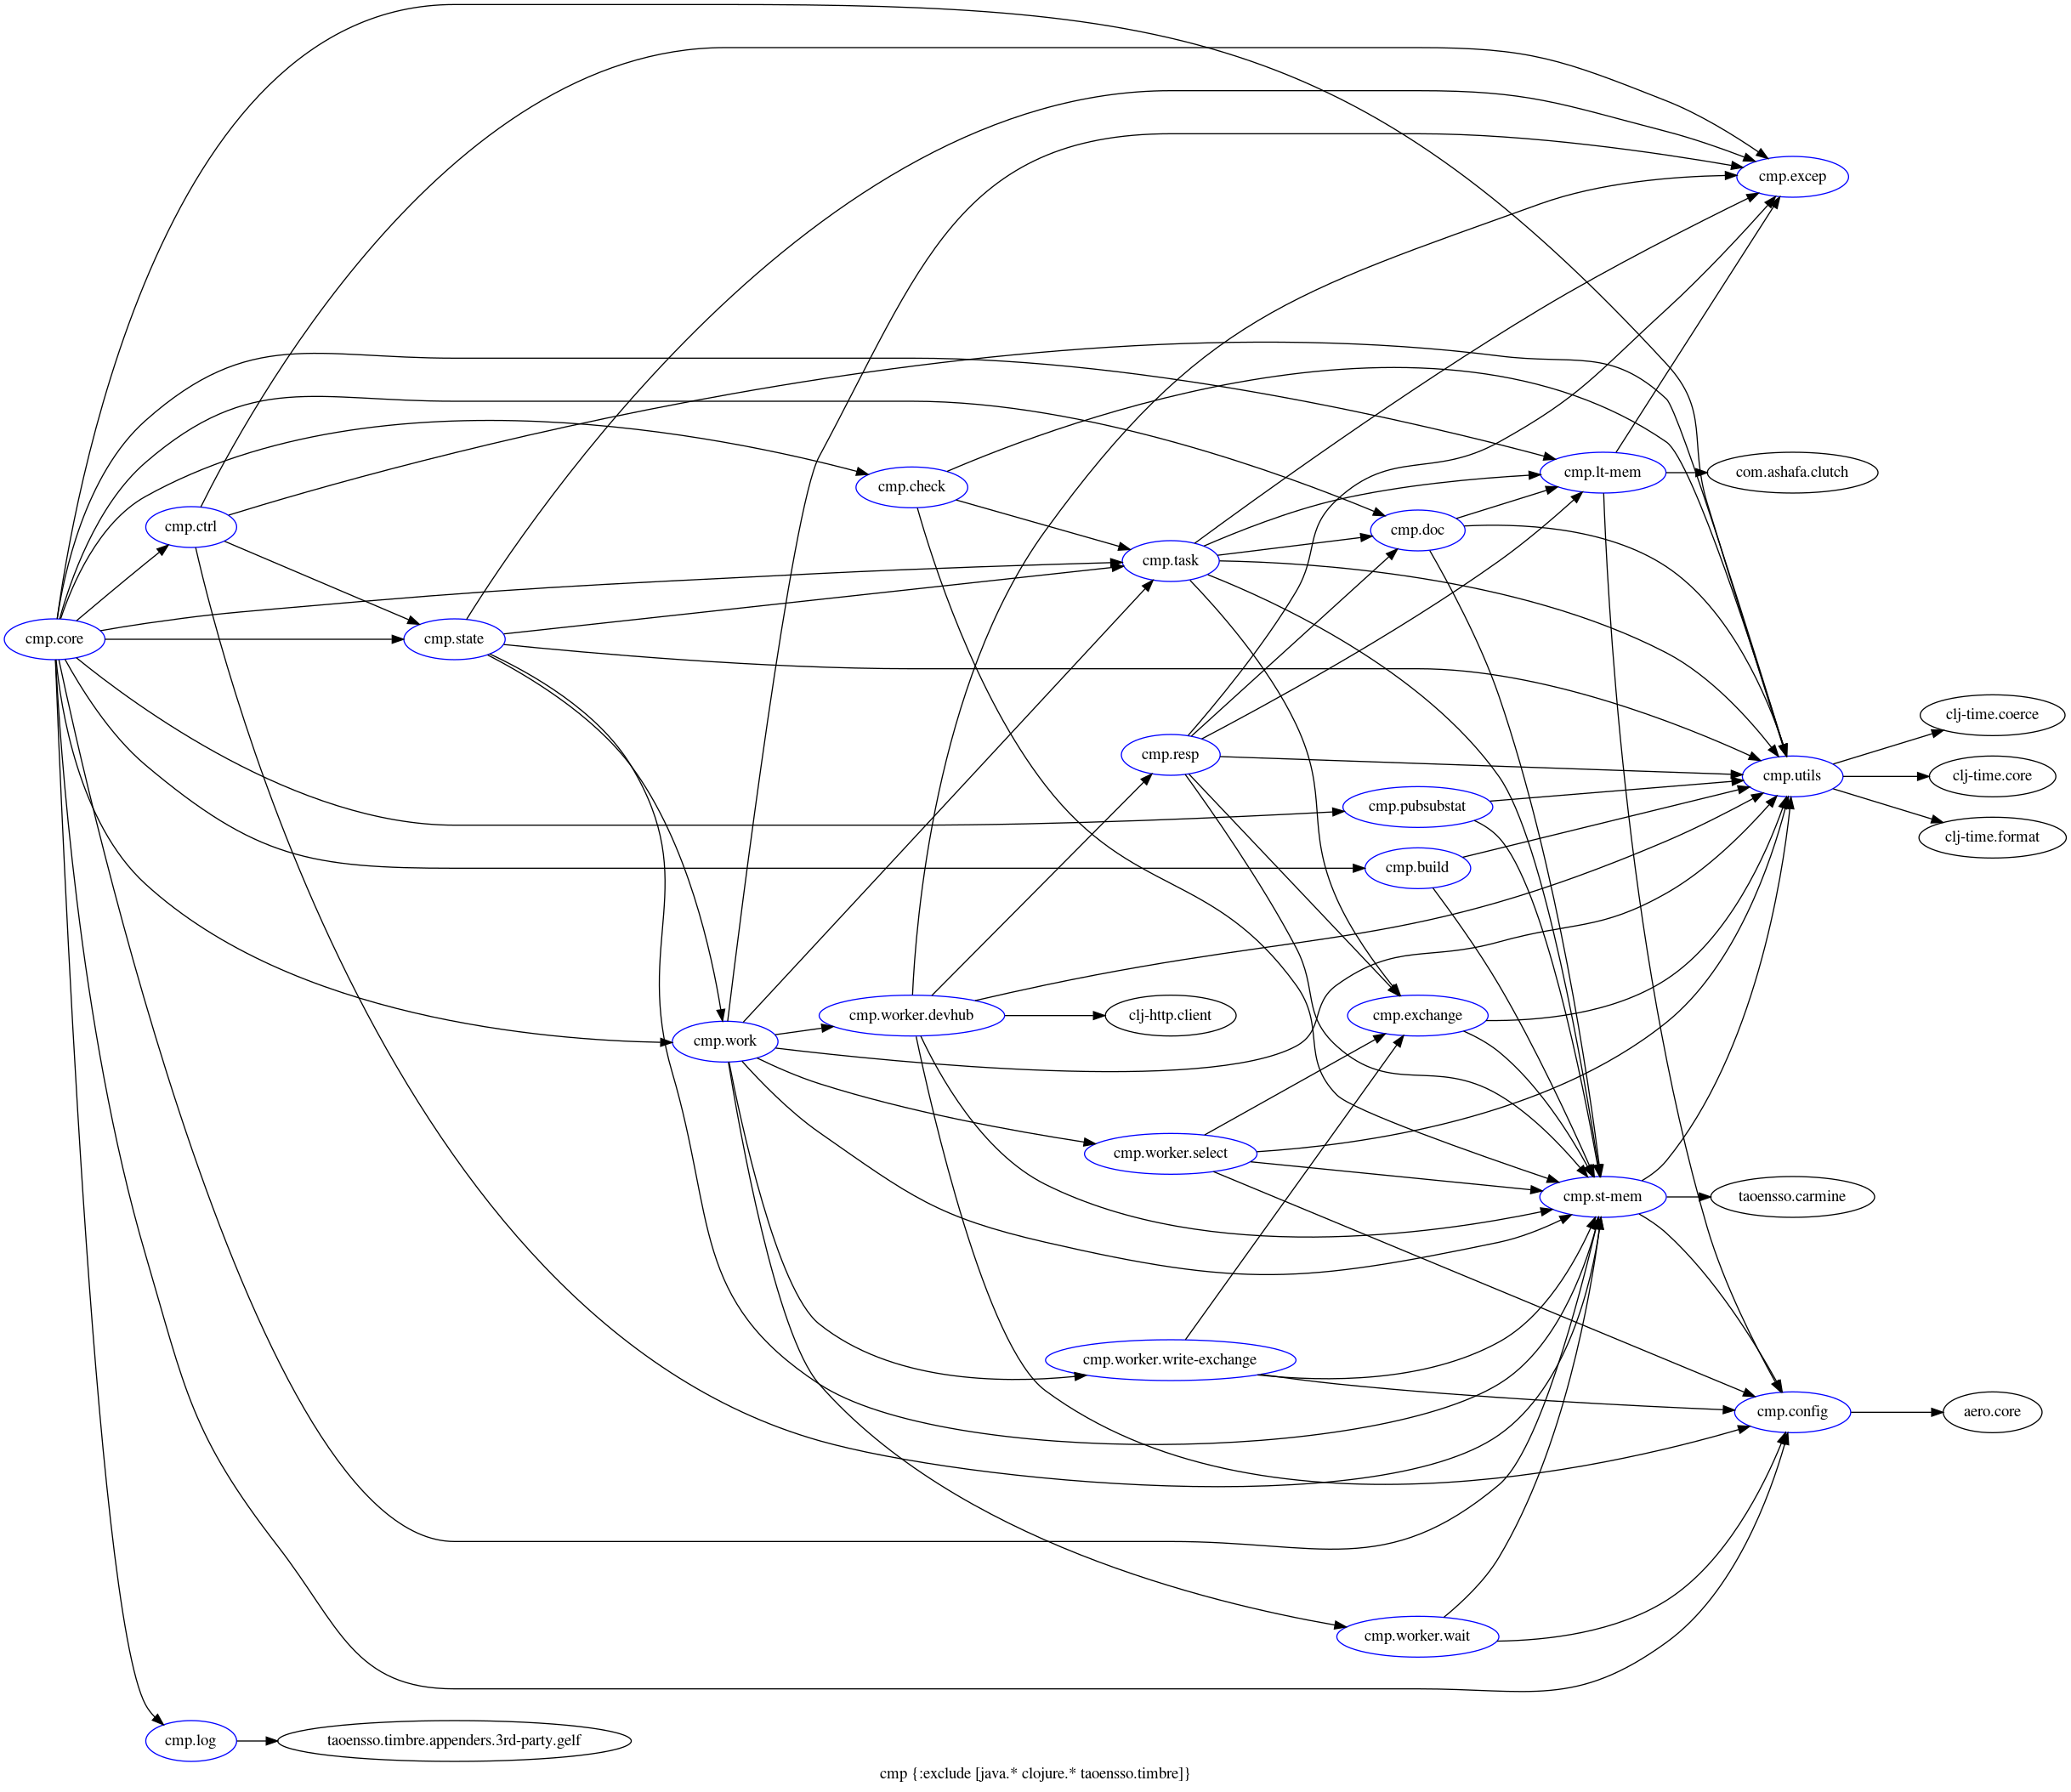 cmp.excep
cmp.lt-mem
com.ashafa.clutch
cmp.check
cmp.ctrl
cmp.doc
cmp.task
cmp.core
cmp.state
clj-time.coerce
cmp.resp
cmp.utils
clj-time.core
cmp.pubsubstat
clj-time.format
cmp.build
cmp.worker.devhub
clj-http.client
cmp.exchange
cmp.work
cmp.worker.select
cmp.st-mem
taoensso.carmine
cmp.worker.write-exchange
cmp.config
aero.core
cmp.worker.wait
cmp.log
taoensso.timbre.appenders.3rd-party.gelf
cmp {:exclude [java.* clojure.* taoensso.timbre]}